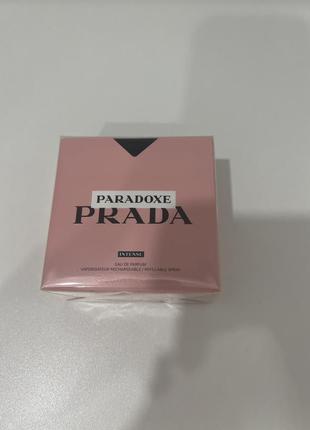 PARADOXE
PRADA
INTENSE
EAU DE PARFUM
VAPORISATEUR RECHARGEABLE / REFILLABLE SPRAY